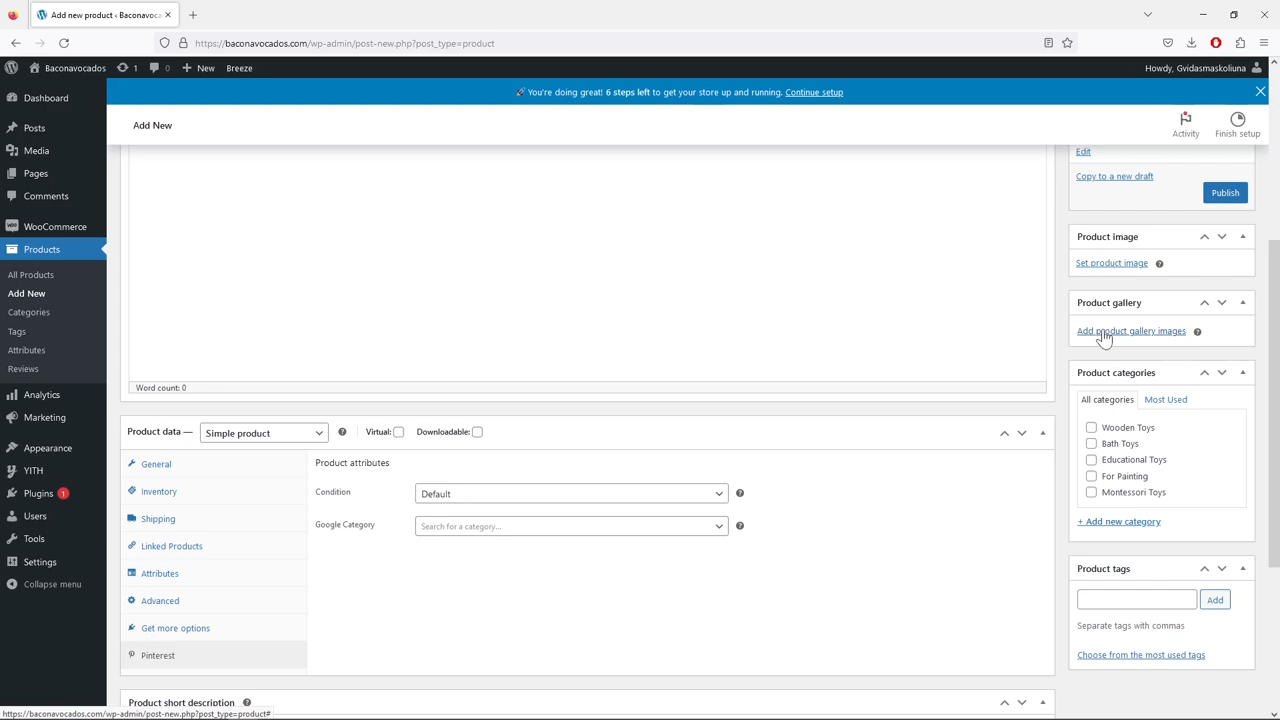 Add new product ‹ Baconavoca
https://baconavocados.com/wp-admin/post-new.php?post_type=product
Baconavocados 1 0 New Breeze Howdy, Gvidasmaskoliuna
Dashboard
Posts
Media
Pages
Comments
WooCommerce
Products
All Products
Add New
Categories
Tags
Attributes
Reviews
Analytics
Marketing
Appearance
YITH
Plugins 1
Users
Tools
Settings
Collapse menu
🚀 You're doing great! 6 steps left to get your store up and running. Continue setup
Add New
Activity
Finish setup
Word count: 0
Product data — Simple product Virtual: Downloadable:
General
Inventory
Shipping
Linked Products
Attributes
Advanced
Get more options
Pinterest
Product attributes
Condition Default
Google Category Search for a category...
Product short description
Edit
Copy to a new draft
Publish
Product image
Set product image
Product gallery
Add product gallery images
Product categories
All categories Most Used
Wooden Toys
Bath Toys
Educational Toys
For Painting
Montessori Toys
+ Add new category
Product tags
Add
Separate tags with commas
Choose from the most used tags
https://baconavocados.com/wp-admin/post-new.php?post_type=product#